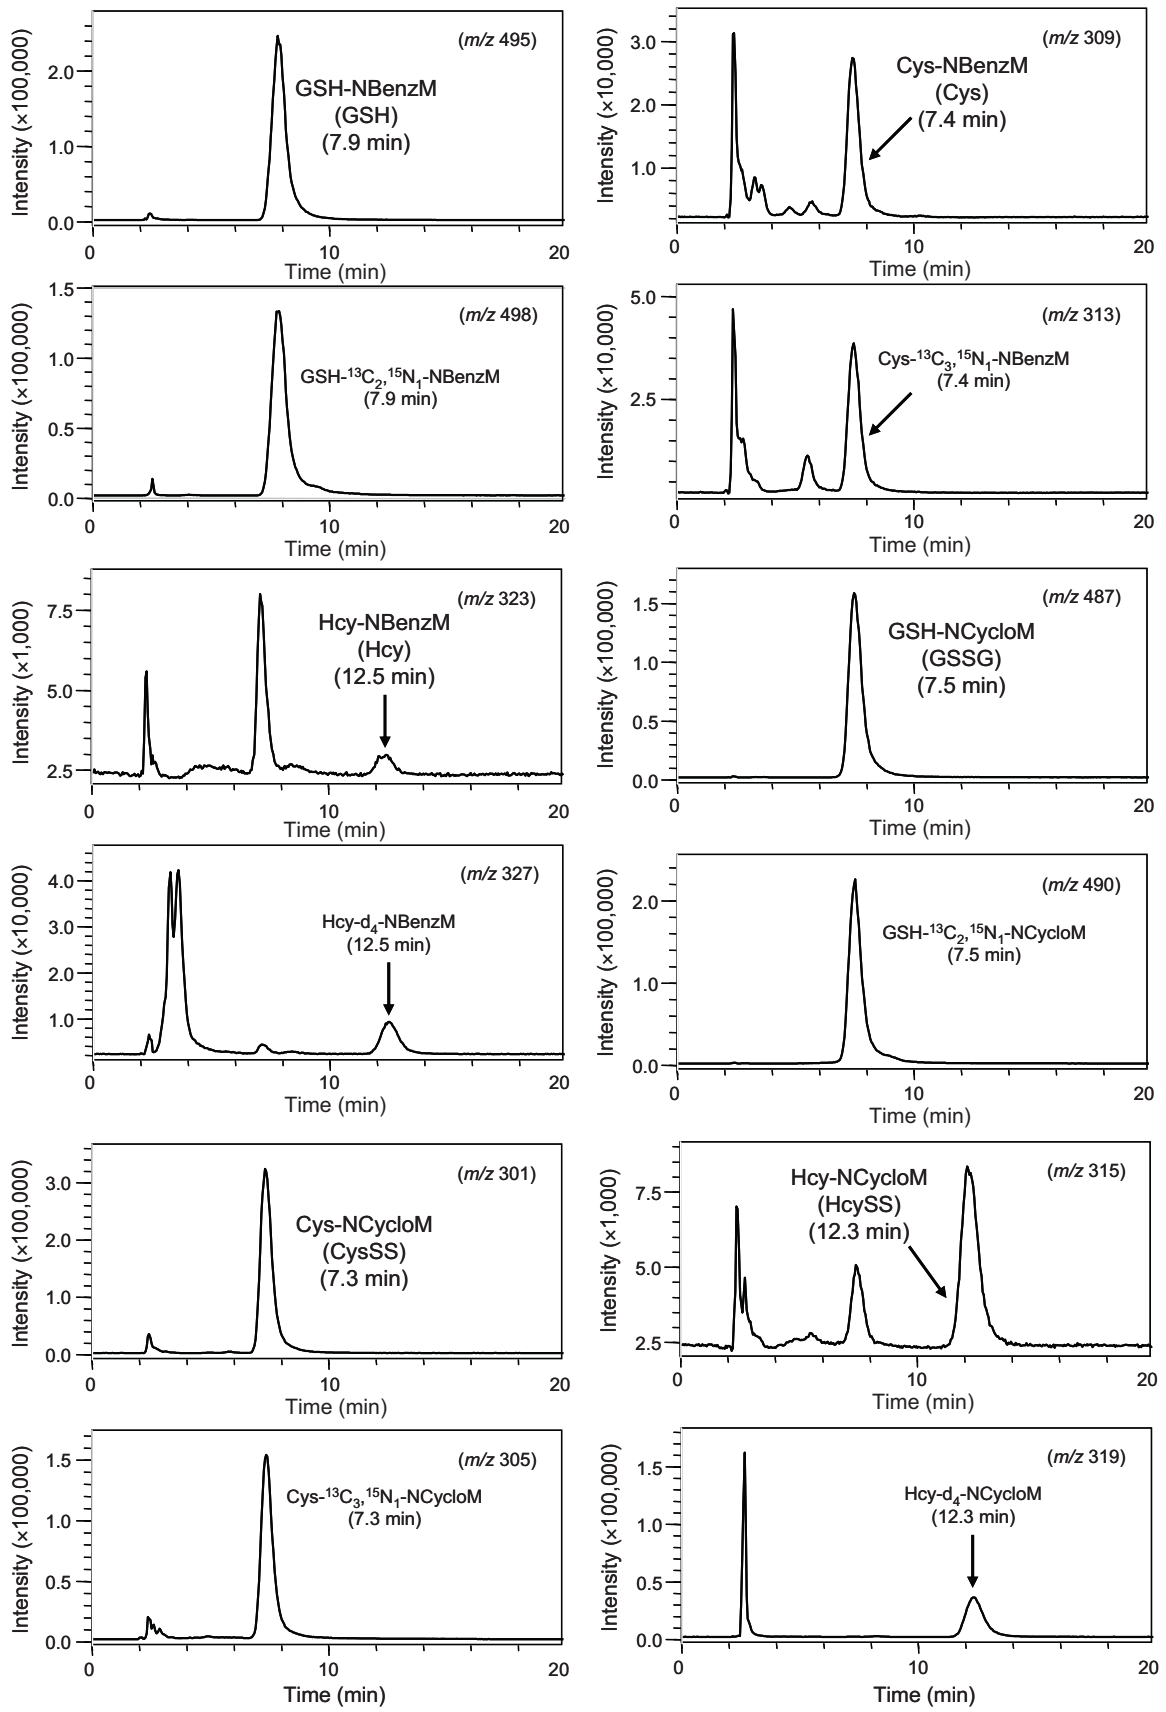 Intensity (×100,000)
2.0
1.0
0.0
(m/z 495)
GSH-NBenzM
(GSH)
(7.9 min)
0
10
20
Time (min)
Intensity (×10,000)
3.0
2.0
1.0
(m/z 309)
Cys-NBenzM
(Cys)
(7.4 min)
0
10
20
Time (min)
Intensity (×100,000)
1.5
1.0
0.5
0.0
(m/z 498)
GSH-¹³C₂,¹⁵N₁-NBenzM
(7.9 min)
0
10
20
Time (min)
Intensity (×10,000)
5.0
2.5
(m/z 313)
Cys-¹³C₃,¹⁵N₁-NBenzM
(7.4 min)
0
10
20
Time (min)
Intensity (×1,000)
7.5
5.0
2.5
(m/z 323)
Hcy-NBenzM
(Hcy)
(12.5 min)
0
10
20
Time (min)
Intensity (×100,000)
1.5
1.0
0.5
0.0
(m/z 487)
GSH-NCycloM
(GSSG)
(7.5 min)
0
10
20
Time (min)
Intensity (×10,000)
4.0
3.0
2.0
1.0
(m/z 327)
Hcy-d₄-NBenzM
(12.5 min)
0
10
20
Time (min)
Intensity (×100,000)
2.0
1.0
0.0
(m/z 490)
GSH-¹³C₂,¹⁵N₁-NCycloM
(7.5 min)
0
10
20
Time (min)
Intensity (×100,000)
3.0
2.0
1.0
0.0
(m/z 301)
Cys-NCycloM
(CysSS)
(7.3 min)
0
10
20
Time (min)
Intensity (×1,000)
7.5
5.0
2.5
(m/z 315)
Hcy-NCycloM
(HcySS)
(12.3 min)
0
10
20
Time (min)
Intensity (×100,000)
1.5
1.0
0.5
0.0
(m/z 305)
Cys-¹³C₃,¹⁵N₁-NCycloM
(7.3 min)
0
10
20
Time (min)
Intensity (×100,000)
1.5
1.0
0.5
0.0
(m/z 319)
Hcy-d₄-NCycloM
(12.3 min)
0
10
20
Time (min)